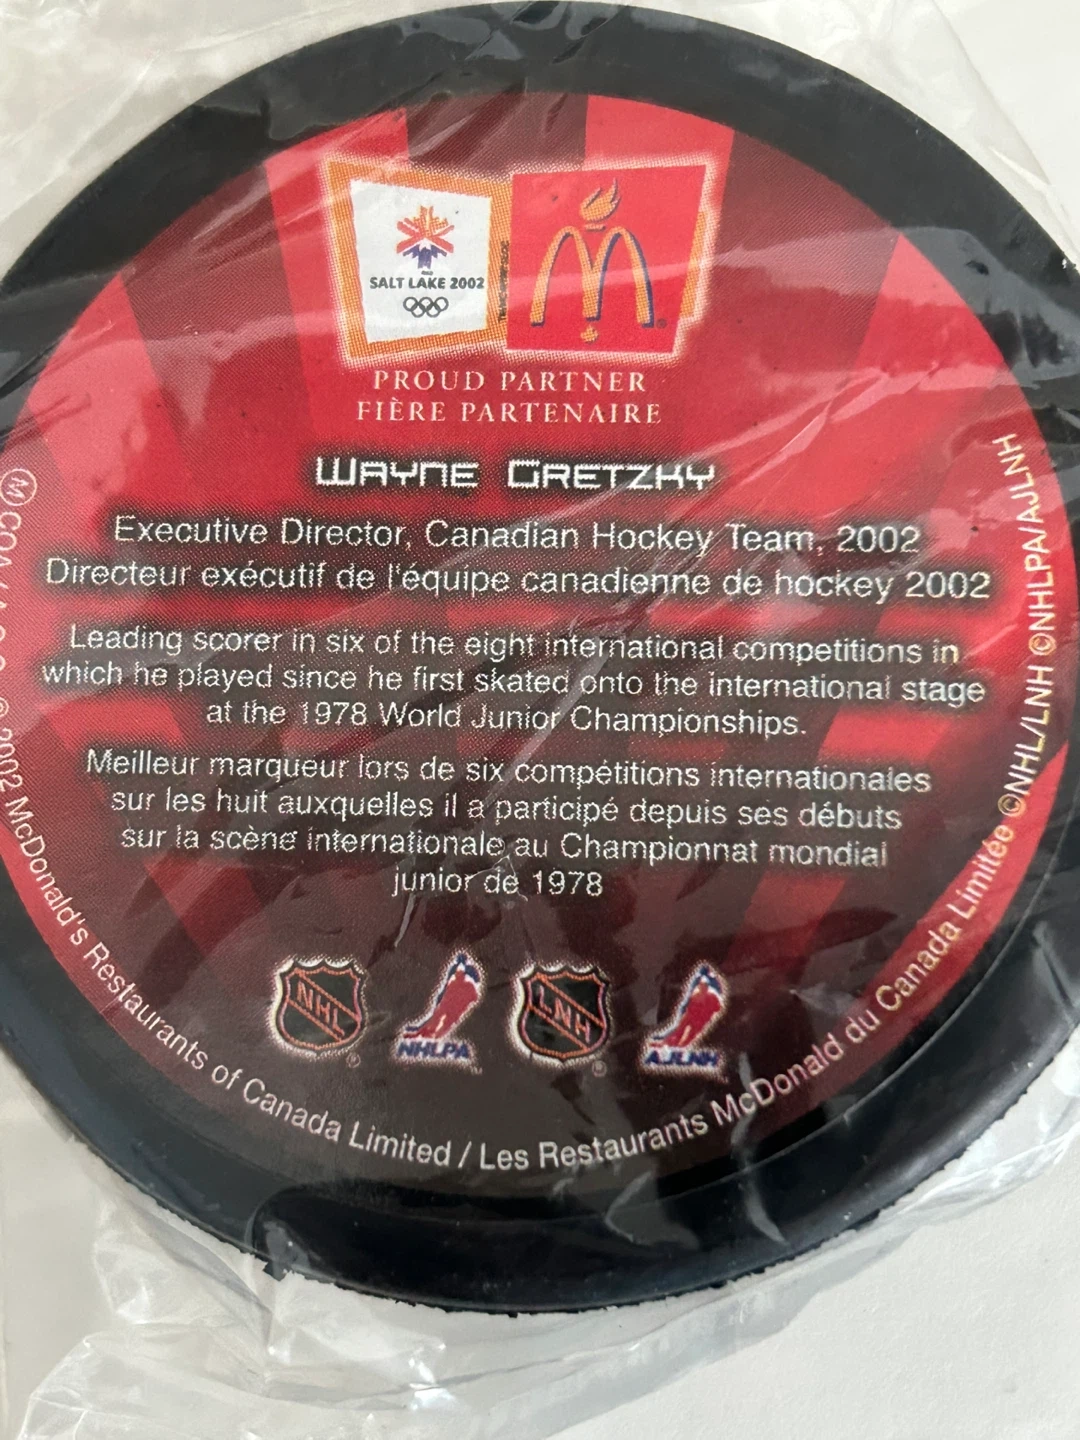 SALT LAKE 2002
PROUD PARTNER
FIÈRE PARTENAIRE
WAYNE GRETZKY
Executive Director, Canadian Hockey Team, 2002
Directeur exécutif de l'équipe canadienne de hockey 2002
Leading scorer in six of the eight international competitions in
which he played since he first skated onto the international stage
at the 1978 World Junior Championships.
Meilleur marqueur lors de six compétitions internationales
sur les huit auxquelles il a participé depuis ses débuts
sur la scène internationale au Championnat mondial
junior de 1978
NHL ®
NHLPA
LNH ®
AJLNH
© 2002 McDonald's Restaurants of Canada Limited / Les Restaurants McDonald du Canada Limitée ©NHL/LNH ©NHLPA/AJLNH